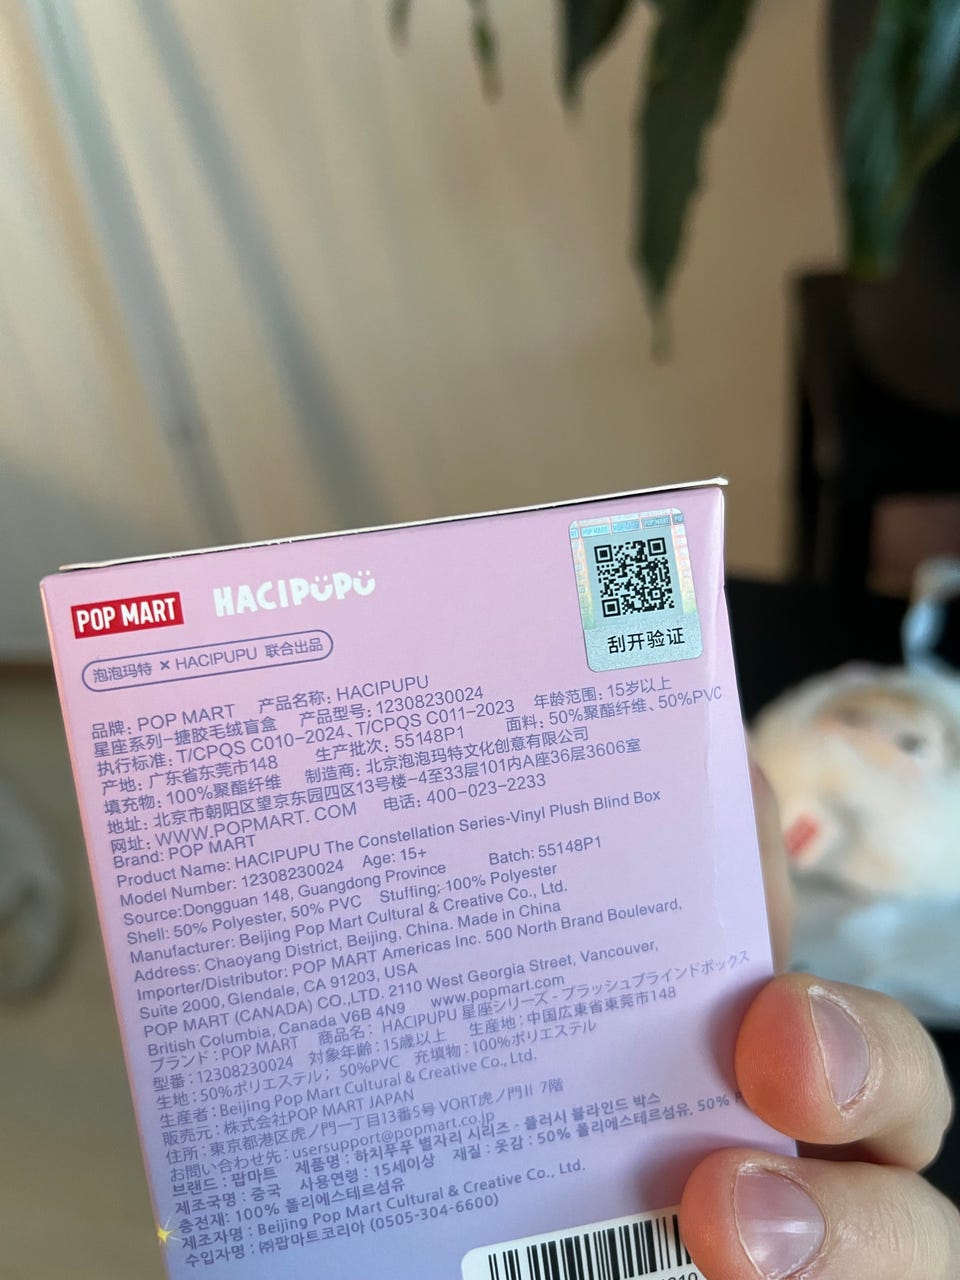 POP MART HACIPUPU
刮开验证
泡泡玛特 × HACIPUPU 联合出品
品牌: POP MART 产品名称: HACIPUPU
星座系列-搪胶毛绒盲盒 产品型号: 12308230024 年龄范围: 15岁以上
执行标准: T/CPQS C010-2024、T/CPQS C011-2023 面料: 50%聚酯纤维、50%PVC
产地: 广东省东莞市148 生产批次: 55148P1
填充物: 100%聚酯纤维 制造商: 北京泡泡玛特文化创意有限公司
地址: 北京市朝阳区望京东园四区13号楼-4至33层101内A座36层3606室
网址: WWW.POPMART.COM 电话: 400-023-2233
Brand: POP MART
Product Name: HACIPUPU The Constellation Series-Vinyl Plush Blind Box
Model Number: 12308230024 Age: 15+ Batch: 55148P1
Source:Dongguan 148, Guangdong Province
Shell: 50% Polyester, 50% PVC Stuffing: 100% Polyester
Manufacturer: Beijing Pop Mart Cultural & Creative Co., Ltd.
Address: Chaoyang District, Beijing, China. Made in China
Importer/Distributor: POP MART Americas Inc. 500 North Brand Boulevard,
Suite 2000, Glendale, CA 91203, USA
POP MART (CANADA) CO.,LTD. 2110 West Georgia Street, Vancouver,
British Columbia, Canada V6B 4N9 www.popmart.com
ブランド：POP MART 商品名： HACIPUPU 星座シリーズ - プラッシュブラインドボックス
型番：12308230024 対象年齢：15歳以上 生産地：中国広東省東莞市148
生地：50%ポリエステル；50%PVC 充填物：100%ポリエステル
生産者：Beijing Pop Mart Cultural & Creative Co., Ltd.
販売元：株式会社POP MART JAPAN
住所：東京都港区虎ノ門一丁目13番5号 VORT虎ノ門II 7階
お問い合わせ先：usersupport@popmart.co.jp
브랜드 : 팝마트 제품명 : 하치푸푸 별자리 시리즈 - 플러시 블라인드 박스
제조국명 : 중국 사용연령 : 15세이상 재질 : 옷감 : 50% 폴리에스테르섬유, 50% P
충전재: 100% 폴리에스테르섬유
제조자명 : Beijing Pop Mart Cultural & Creative Co., Ltd.
수입자명 : ㈜팝마트코리아 (0505-304-6600)